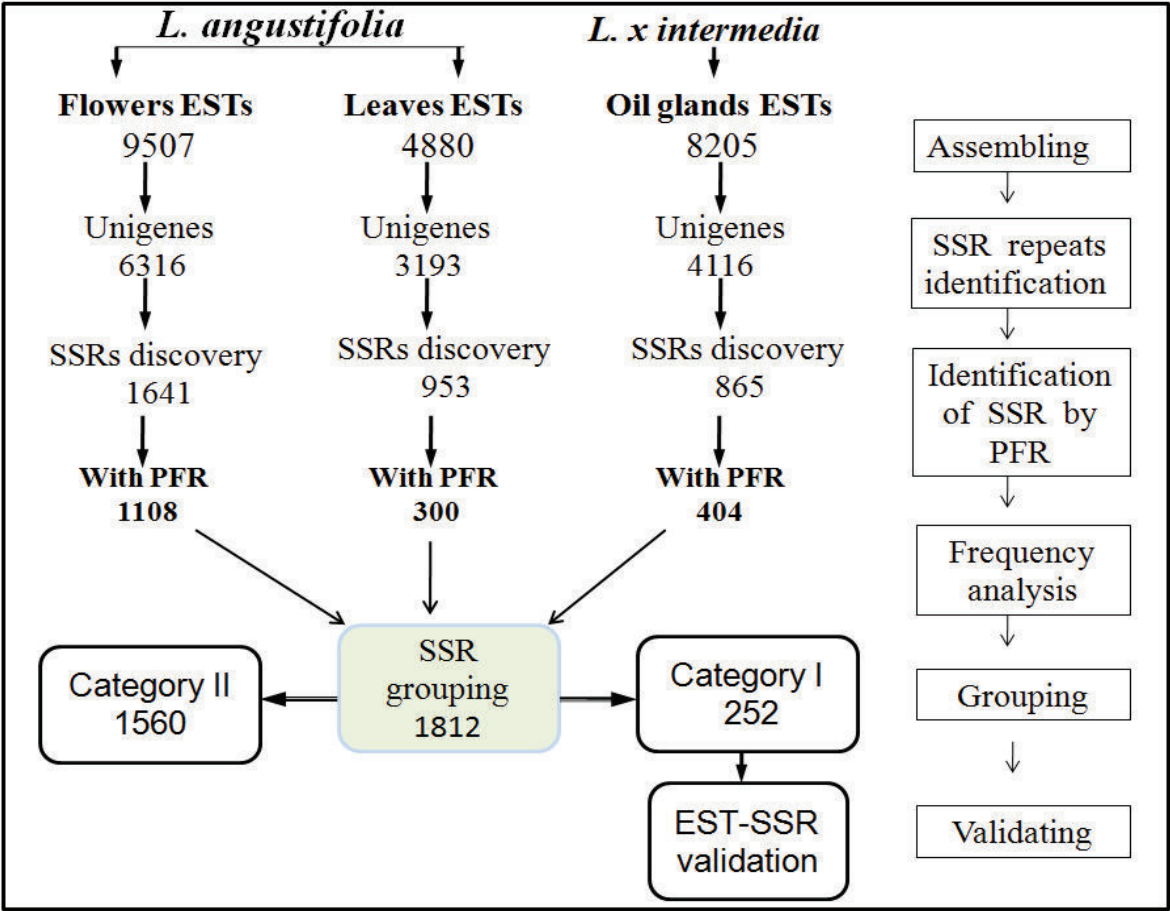 L. angustifolia
L. x intermedia
Flowers ESTs
9507
Leaves ESTs
4880
Oil glands ESTs
8205
Unigenes
6316
Unigenes
3193
Unigenes
4116
SSRs discovery
1641
SSRs discovery
953
SSRs discovery
865
With PFR
1108
With PFR
300
With PFR
404
SSR
grouping
1812
Category II
1560
Category I
252
EST-SSR
validation
Assembling
SSR repeats
identification
Identification
of SSR by
PFR
Frequency
analysis
Grouping
Validating